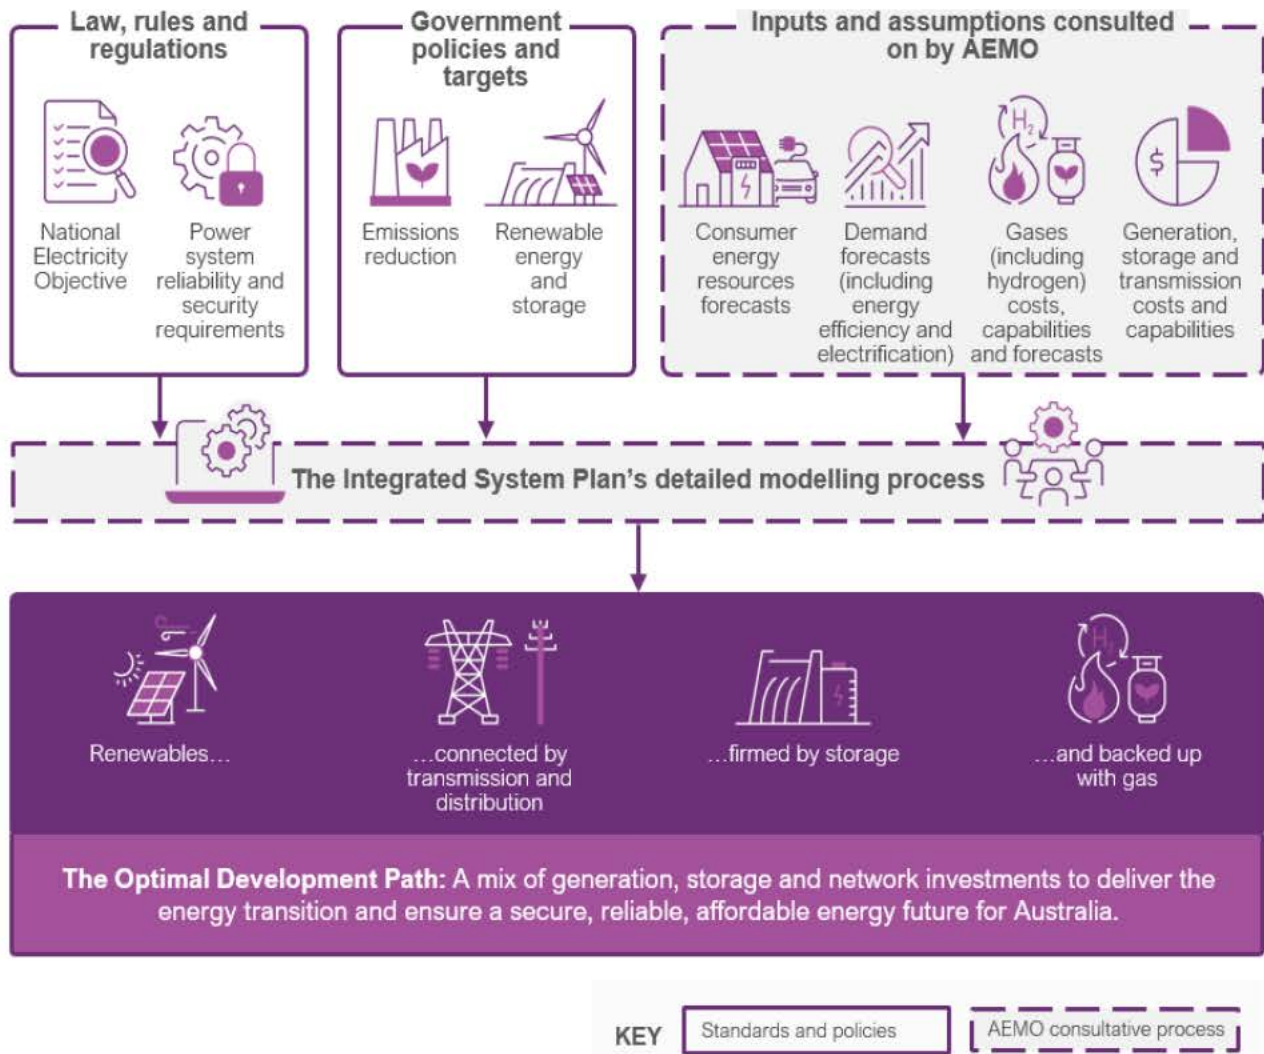 Law, rules and
regulations
National
Electricity
Objective
Power
system
reliability and
security
requirements
Government
policies and
targets
Emissions
reduction
Renewable
energy
and
storage
Inputs and assumptions consulted
on by AEMO
Consumer
energy
resources
forecasts
Demand
forecasts
(including
energy
efficiency and
electrification)
H2
Gases
(including
hydrogen)
costs,
capabilities
and forecasts
$
Generation,
storage and
transmission
costs and
capabilities
The Integrated System Plan’s detailed modelling process
Renewables…
…connected by
transmission and
distribution
…firmed by storage
H2
…and backed up
with gas
The Optimal Development Path: A mix of generation, storage and network investments to deliver the
energy transition and ensure a secure, reliable, affordable energy future for Australia.
KEY
Standards and policies
AEMO consultative process